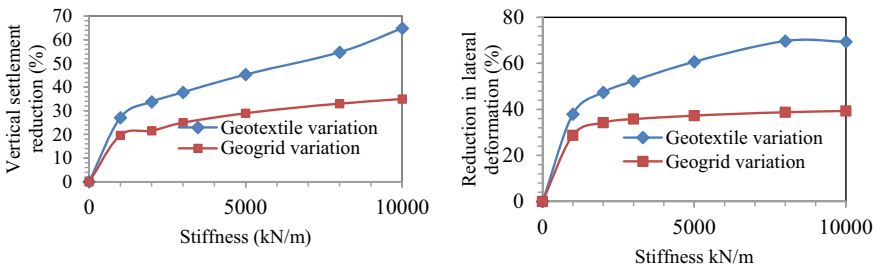 Vertical settlement
reduction (%)
70
60
50
40
30
20
10
0
Geotextile variation
Geogrid variation
0 5000 10000
Stiffness (kN/m)
Reduction in lateral
deformation (%)
80
60
40
20
0
Geotextile variation
Geogrid variation
0 5000 10000
Stiffness kN/m